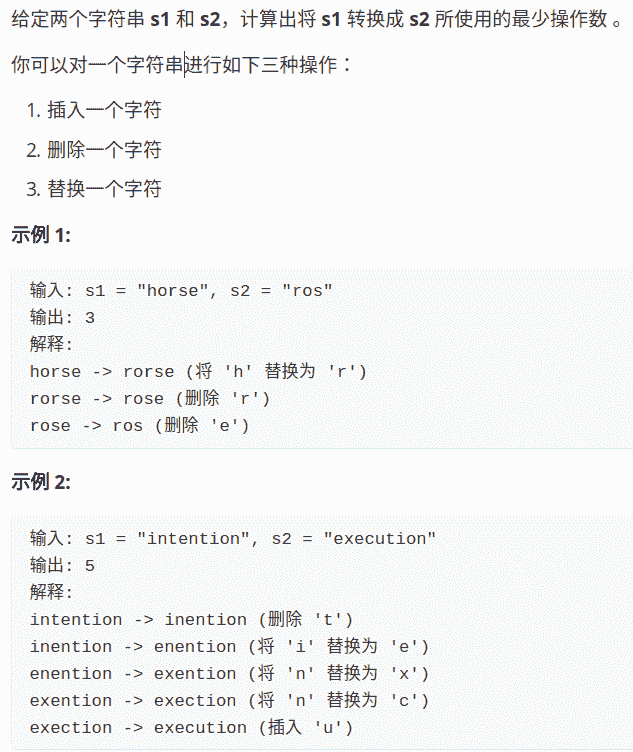 给定两个字符串 s1 和 s2，计算出将 s1 转换成 s2 所使用的最少操作数 。
你可以对一个字符串进行如下三种操作：
1. 插入一个字符
2. 删除一个字符
3. 替换一个字符
示例 1:
输入: s1 = "horse", s2 = "ros"
输出: 3
解释:
horse -> rorse (将 'h' 替换为 'r')
rorse -> rose (删除 'r')
rose -> ros (删除 'e')
示例 2:
输入: s1 = "intention", s2 = "execution"
输出: 5
解释:
intention -> inention (删除 't')
inention -> enention (将 'i' 替换为 'e')
enention -> exention (将 'n' 替换为 'x')
exention -> exection (将 'n' 替换为 'c')
exection -> execution (插入 'u')